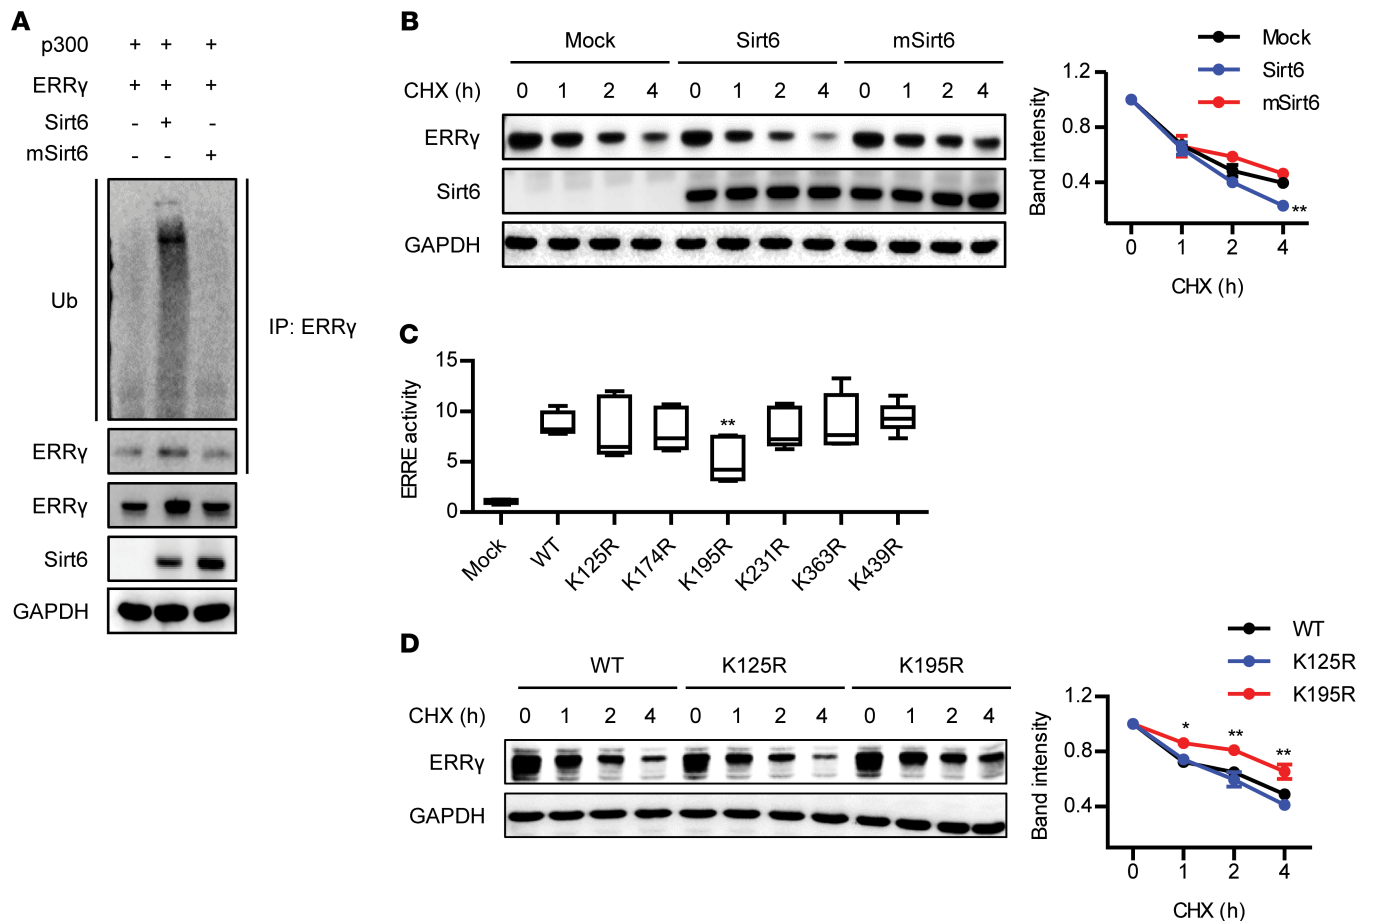 A
p300 + + +
ERRγ + + +
Sirt6 - + -
mSirt6 - - +
Ub
IP: ERRγ
ERRγ
ERRγ
Sirt6
GAPDH
B
Mock Sirt6 mSirt6
CHX (h) 0 1 2 4 0 1 2 4 0 1 2 4
ERRγ
Sirt6
GAPDH
Mock
Sirt6
mSirt6
Band intensity
1.2
0.8
0.4
**
0 1 2 4
CHX (h)
C
ERRE activity
15
10
5
0
**
Mock WT K125R K174R K195R K231R K363R K439R
D
WT K125R K195R
CHX (h) 0 1 2 4 0 1 2 4 0 1 2 4
ERRγ
GAPDH
WT
K125R
K195R
Band intensity
1.2
0.8
0.4
* ** **
0 1 2 4
CHX (h)